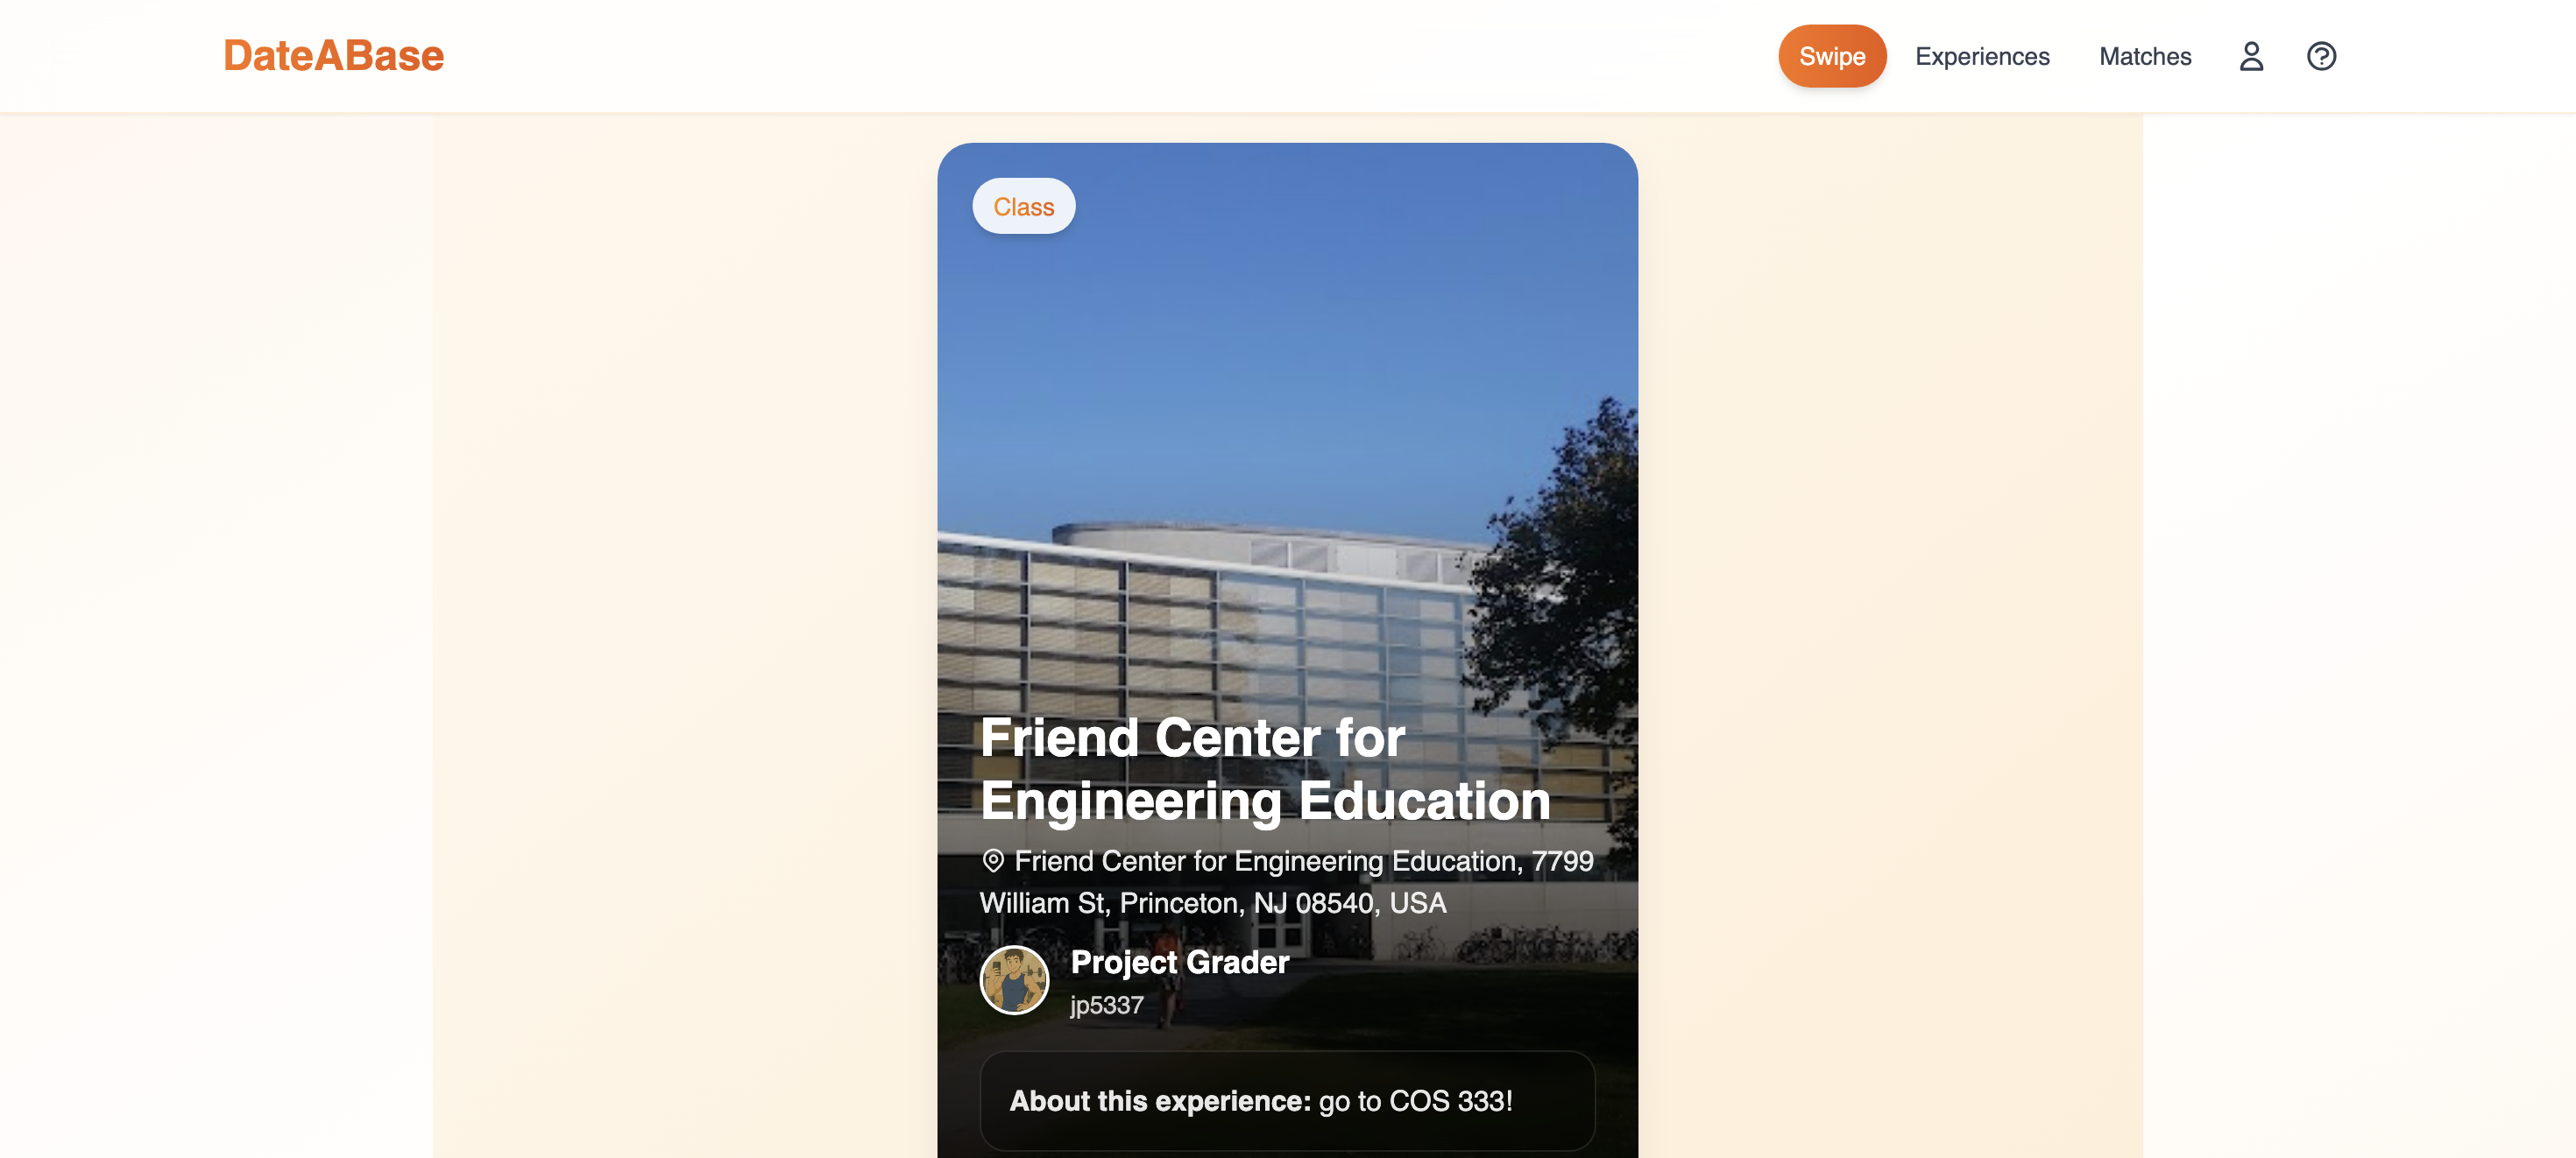 DateABase
Swipe
Experiences
Matches
Class
Friend Center for
Engineering Education
Friend Center for Engineering Education, 7799
William St, Princeton, NJ 08540, USA
Project Grader
jp5337
About this experience: go to COS 333!